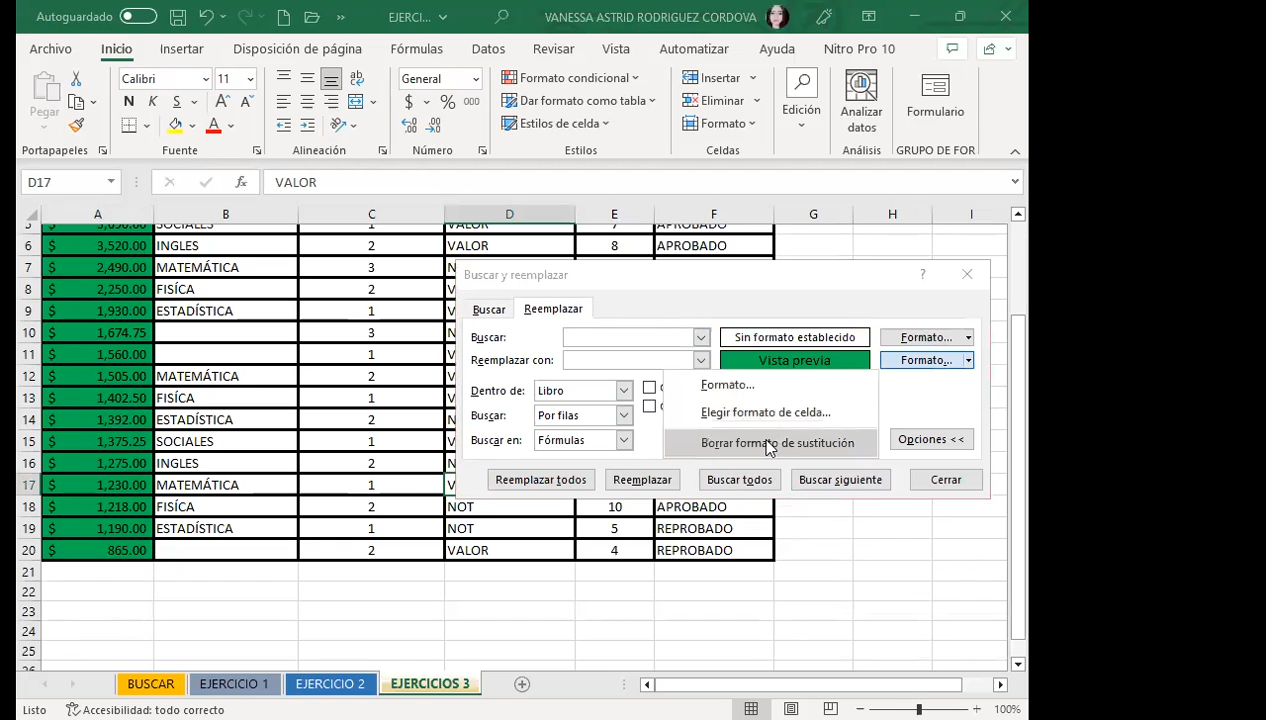 Autoguardado EJERCI... VANESSA ASTRID RODRIGUEZ CORDOVA
Archivo Inicio Insertar Disposición de página Fórmulas Datos Revisar Vista Automatizar Ayuda Nitro Pro 10
Pegar Calibri 11 General Formato condicional Insertar Edición Analizar datos Formulario
N K S $ % 000 Dar formato como tabla Eliminar
Estilos de celda Formato
Portapapeles Fuente Alineación Número Estilos Celdas Análisis GRUPO DE FOR
D17 fx VALOR
A B C D E F G H I
6 $ 3,520.00 INGLES 2 VALOR 8 APROBADO
7 $ 2,490.00 MATEMÁTICA 3
8 $ 2,250.00 FISÍCA 2
9 $ 1,930.00 ESTADÍSTICA 1
10 $ 1,674.75 3
11 $ 1,560.00 1
12 $ 1,505.00 MATEMÁTICA 2
13 $ 1,402.50 FISÍCA 1
14 $ 1,392.00 ESTADÍSTICA 2
15 $ 1,375.25 SOCIALES 1
16 $ 1,275.00 INGLES 2
17 $ 1,230.00 MATEMÁTICA 1
18 $ 1,218.00 FISÍCA 2 NOT 10 APROBADO
19 $ 1,190.00 ESTADÍSTICA 1 NOT 5 REPROBADO
20 $ 865.00 2 VALOR 4 REPROBADO
21
22
23
24
25
Buscar y reemplazar ?
Buscar Reemplazar
Buscar: Sin formato establecido Formato...
Reemplazar con: Vista previa Formato...
Dentro de: Libro
Buscar: Por filas
Buscar en: Fórmulas Opciones <<
Formato...
Elegir formato de celda...
Borrar formato de sustitución
Reemplazar todos Reemplazar Buscar todos Buscar siguiente Cerrar
BUSCAR EJERCICIO 1 EJERCICIO 2 EJERCICIOS 3
Listo Accesibilidad: todo correcto 100%